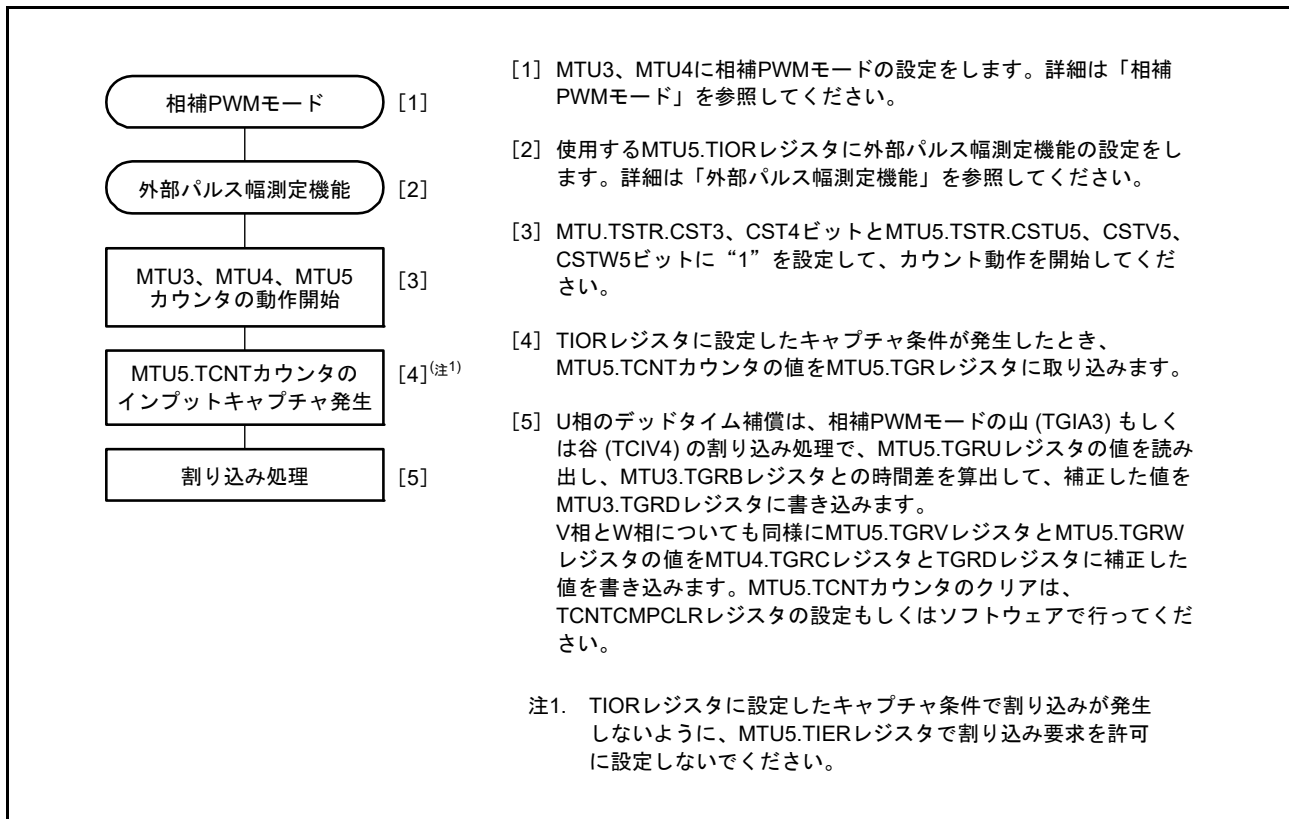 相補PWMモード [1]
外部パルス幅測定機能 [2]
MTU3、MTU4、MTU5
カウンタの動作開始 [3]
MTU5.TCNTカウンタの
インプットキャプチャ発生 [4](注1)
割り込み処理 [5]
[1] MTU3、MTU4に相補PWMモードの設定をします。詳細は「相補
PWMモード」を参照してください。
[2] 使用するMTU5.TIORレジスタに外部パルス幅測定機能の設定をし
ます。詳細は「外部パルス幅測定機能」を参照してください。
[3] MTU.TSTR.CST3、CST4ビットとMTU5.TSTR.CSTU5、CSTV5、
CSTW5ビットに“1”を設定して、カウント動作を開始してくだ
さい。
[4] TIORレジスタに設定したキャプチャ条件が発生したとき、
MTU5.TCNTカウンタの値をMTU5.TGRレジスタに取り込みます。
[5] U相のデッドタイム補償は、相補PWMモードの山 (TGIA3) もしく
は谷 (TCIV4) の割り込み処理で、MTU5.TGRUレジスタの値を読み
出し、MTU3.TGRBレジスタとの時間差を算出して、補正した値を
MTU3.TGRDレジスタに書き込みます。
V相とW相についても同様にMTU5.TGRVレジスタとMTU5.TGRW
レジスタの値をMTU4.TGRCレジスタとTGRDレジスタに補正した
値を書き込みます。MTU5.TCNTカウンタのクリアは、
TCNTCMPCLRレジスタの設定もしくはソフトウェアで行ってくだ
さい。
注1. TIORレジスタに設定したキャプチャ条件で割り込みが発生
しないように、MTU5.TIERレジスタで割り込み要求を許可
に設定しないでください。